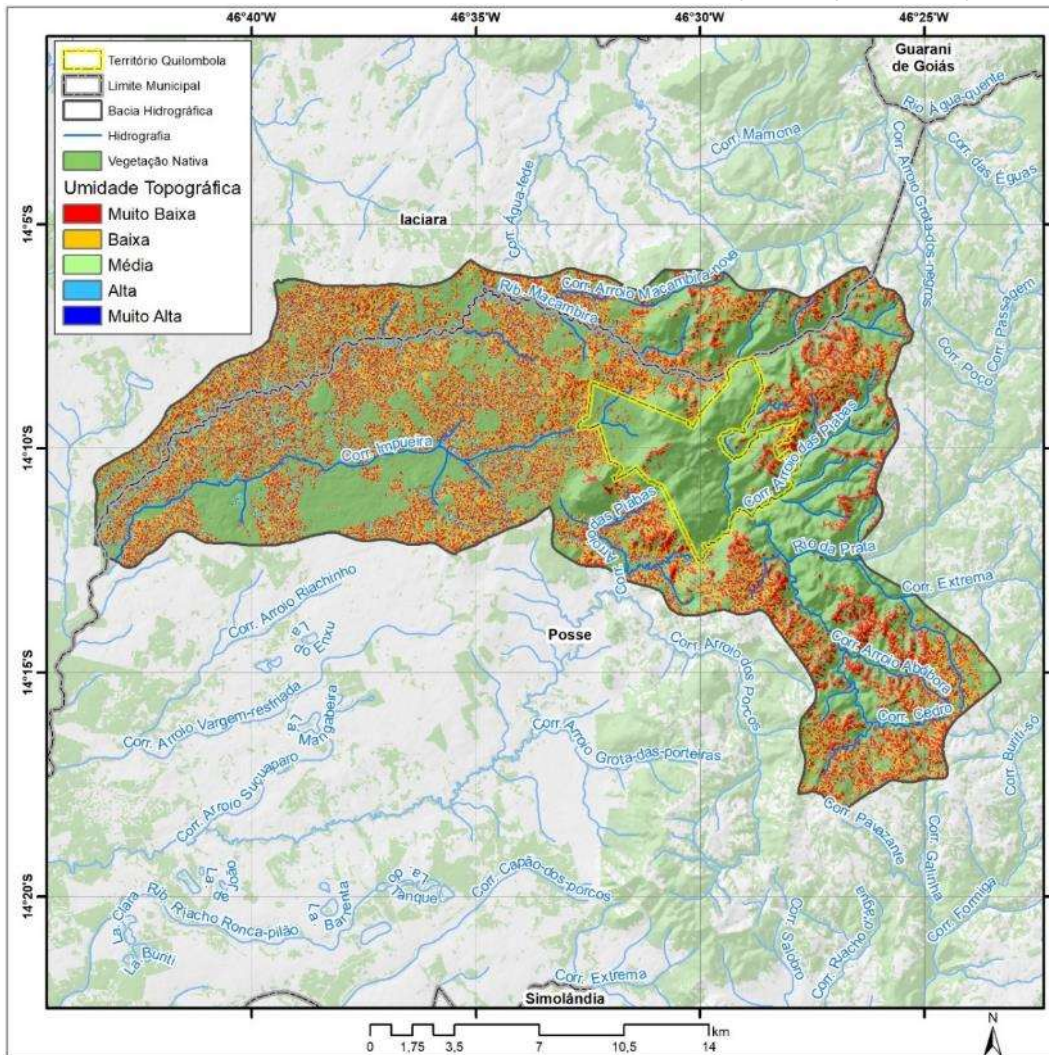 46°40'W 46°35'W 46°30'W 46°25'W
Território Quilombola
Limite Municipal
Bacia Hidrográfica
Hidrografia
Vegetação Nativa
Umidade Topográfica
Muito Baixa
Baixa
Média
Alta
Muito Alta
Guarani
de Goiás
Rio Água-quente
Corr. Mamona
Corr. das Éguas
Corr. Arroio Grota-dos-negros
Corr. Água-fede
Iaciara
14°5'S
Corr. Arroio Macambira-nova
Rib. Macambira
Corr. Passagem
Corr. Poço
14°10'S
Corr. Impueira
Corr. Arroio das Piabas
Corr. Arroio das Piabas
Rio da Prata
Corr. Extrema
Corr. Arroio Riachinho
La. o Enxu
Posse
Corr. Arroio dos Porcos
Corr. Arroio Abóbora
14°15'S
Corr. Arroio Vargem-resfriada
La. Mangabeira
Corr. Cedro
Corr. Arroio Grota-das-porteiras
Corr. Buriti-só
Corr. Arroio Suçuaparo
Corr. Pavazante
Corr. Galinha
La. do João
La. do Tanque
Corr. Capão-dos-porcos
14°20'S
La. Clara
Rib. Riacho Ronca-pilão
La. Barrenta
Corr. Formiga
Corr. Salobro
Corr. Riacho d'água
La. Buriti
Corr. Extrema
Simolândia
N
km
0 1,75 3,5 7 10,5 14